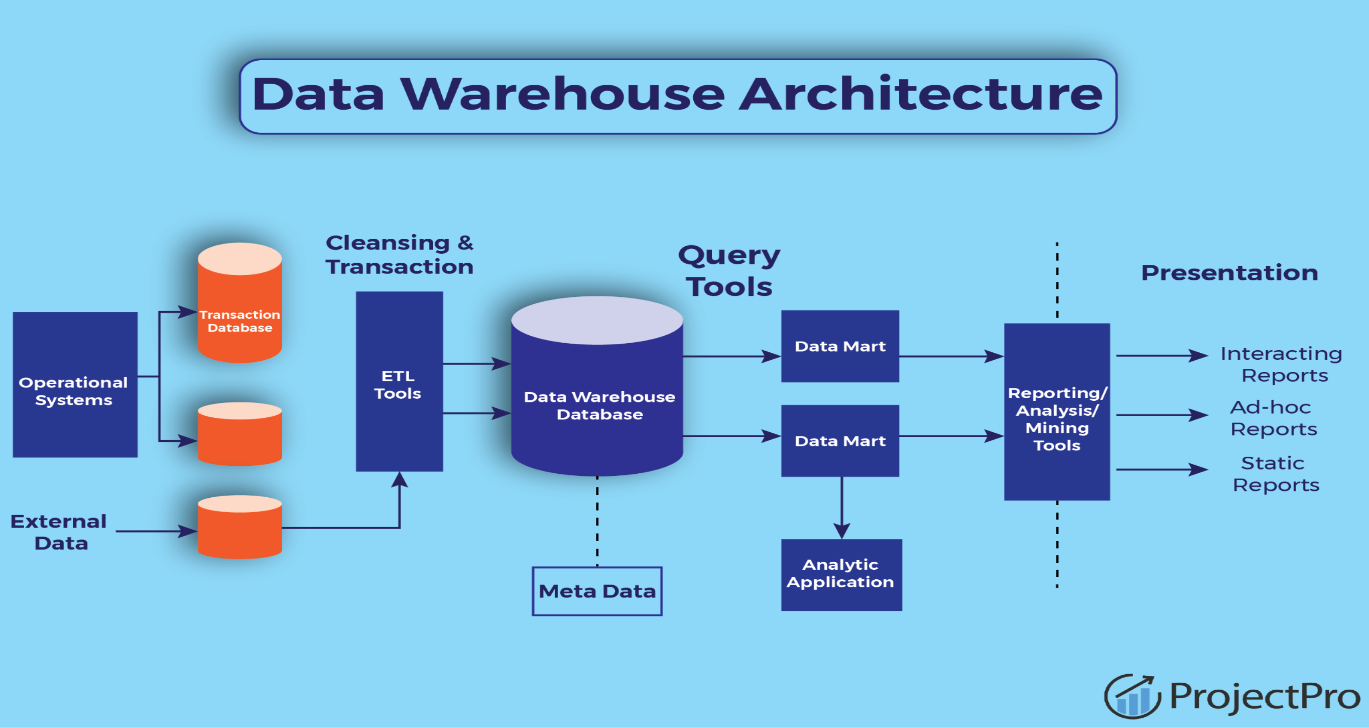 Data Warehouse Architecture
Cleansing &
Transaction
Query
Tools
Presentation
Transaction
Database
Operational
Systems
External
Data
ETL
Tools
Data Warehouse
Database
Meta Data
Data Mart
Data Mart
Analytic
Application
Reporting/
Analysis/
Mining
Tools
Interacting
Reports
Ad-hoc
Reports
Static
Reports
ProjectPro